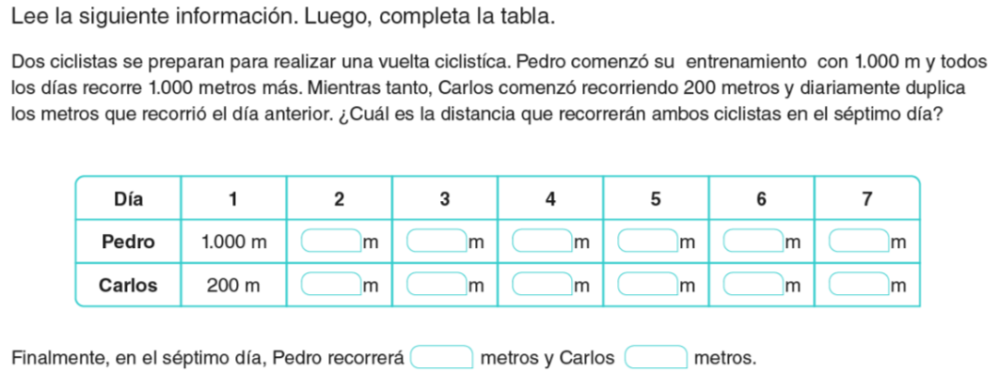 Lee la siguiente información. Luego, completa la tabla.
Dos ciclistas se preparan para realizar una vuelta ciclistíca. Pedro comenzó su entrenamiento con 1.000 m y todos
los días recorre 1.000 metros más. Mientras tanto, Carlos comenzó recorriendo 200 metros y diariamente duplica
los metros que recorrió el día anterior. ¿Cuál es la distancia que recorrerán ambos ciclistas en el séptimo día?
Día 1 2 3 4 5 6 7
Pedro 1.000 m m m m m m m
Carlos 200 m m m m m m m
Finalmente, en el séptimo día, Pedro recorrerá metros y Carlos metros.